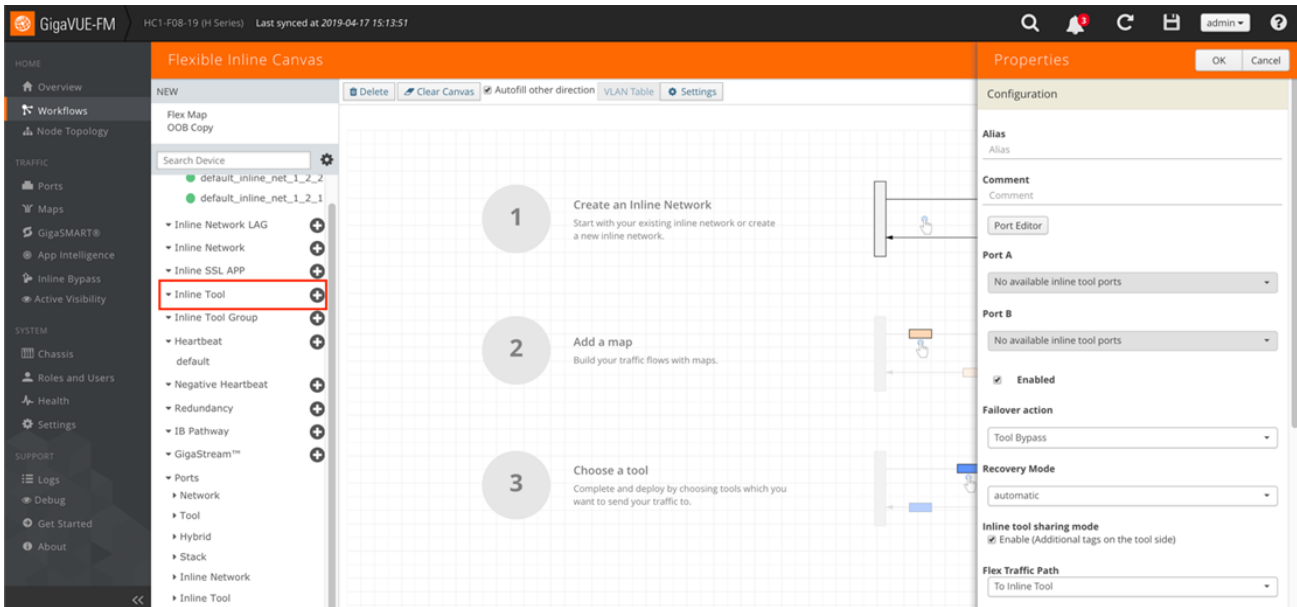 GigaVUE-FM
HC1-F08-19 (H Series) Last synced at 2019-04-17 15:13:51
3
admin
HOME
Overview
Workflows
Node Topology
TRAFFIC
Ports
Maps
GigaSMART®
App Intelligence
Inline Bypass
Active Visibility
SYSTEM
Chassis
Roles and Users
Health
Settings
SUPPORT
Logs
Debug
Get Started
About
<<
Flexible Inline Canvas
NEW
Flex Map
OOB Copy
Search Device
default_inline_net_1_2_2
default_inline_net_1_2_1
Inline Network LAG
Inline Network
Inline SSL APP
Inline Tool
Inline Tool Group
Heartbeat
default
Negative Heartbeat
Redundancy
IB Pathway
GigaStream™
Ports
Network
Tool
Hybrid
Stack
Inline Network
Inline Tool
Delete Clear Canvas Autofill other direction VLAN Table Settings
1
Create an Inline Network
Start with your existing inline network or create
a new inline network.
2
Add a map
Build your traffic flows with maps.
3
Choose a tool
Complete and deploy by choosing tools which you
want to send your traffic to.
Properties OK Cancel
Configuration
Alias
Alias
Comment
Comment
Port Editor
Port A
No available inline tool ports
Port B
No available inline tool ports
Enabled
Failover action
Tool Bypass
Recovery Mode
automatic
Inline tool sharing mode
Enable (Additional tags on the tool side)
Flex Traffic Path
To Inline Tool